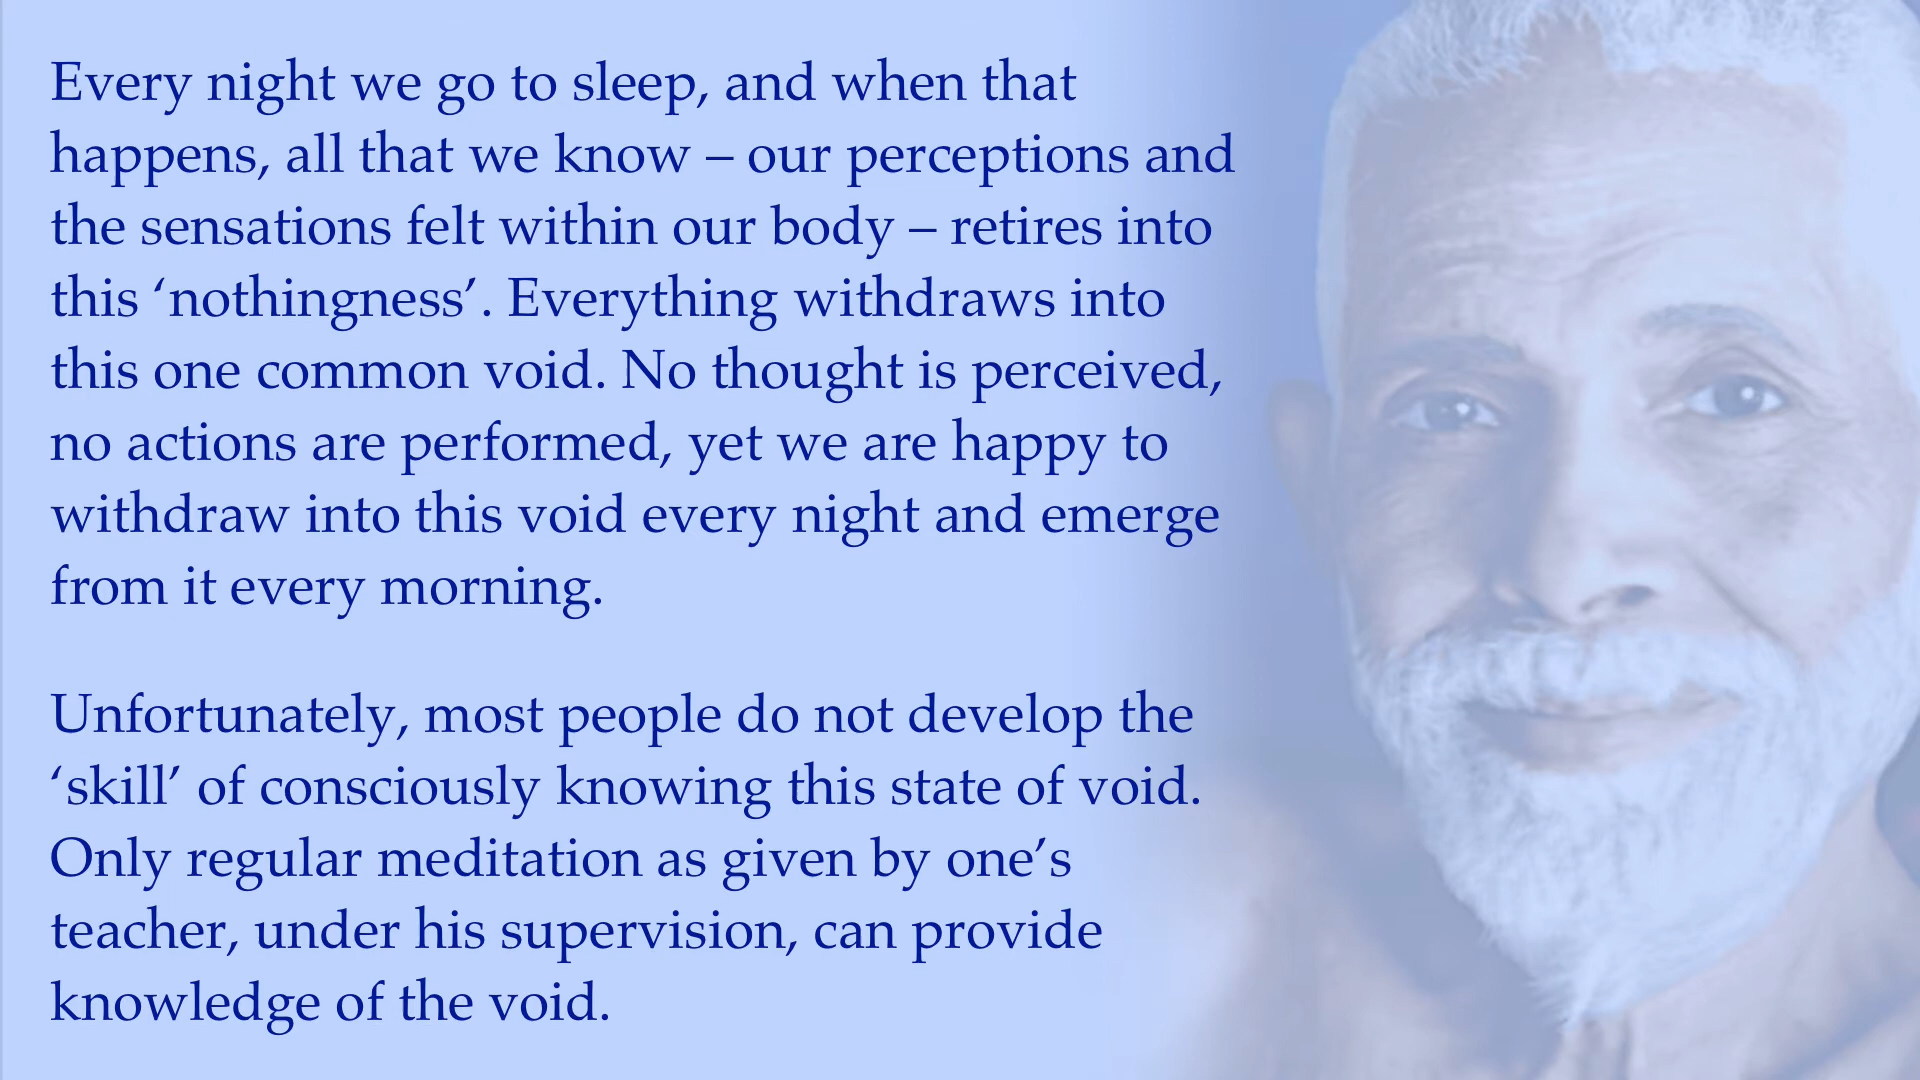 Every night we go to sleep, and when that
happens, all that we know – our perceptions and
the sensations felt within our body – retires into
this ‘nothingness’. Everything withdraws into
this one common void. No thought is perceived,
no actions are performed, yet we are happy to
withdraw into this void every night and emerge
from it every morning.
Unfortunately, most people do not develop the
‘skill’ of consciously knowing this state of void.
Only regular meditation as given by one’s
teacher, under his supervision, can provide
knowledge of the void.